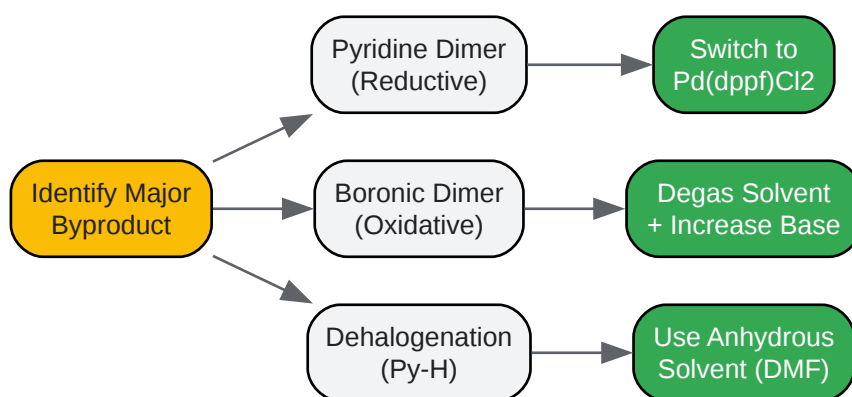 Pyridine Dimer
(Reductive)
Switch to
Pd(dppf)Cl2
Identify Major
Byproduct
Boronic Dimer
(Oxidative)
Degas Solvent
+ Increase Base
Dehalogenation
(Py-H)
Use Anhydrous
Solvent (DMF)